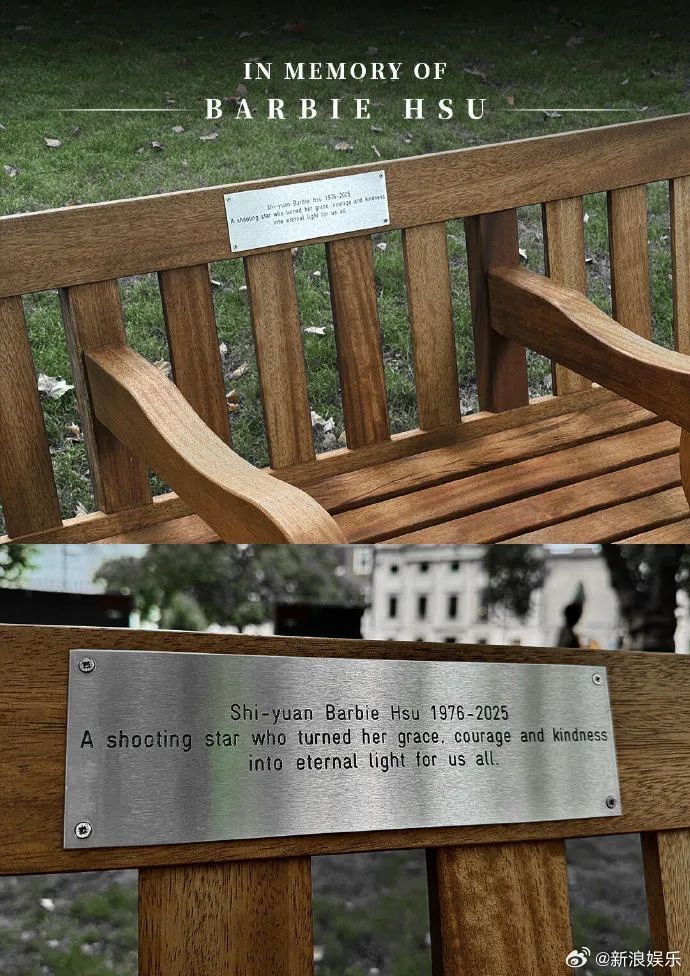 IN MEMORY OF
BARBIE HSU
Shi-yuan Barbie Hsu 1976-2025
A shooting star who turned her grace, courage and kindness
into eternal light for us all.
Shi-yuan Barbie Hsu 1976-2025
A shooting star who turned her grace, courage and kindness
into eternal light for us all.
@新浪娱乐